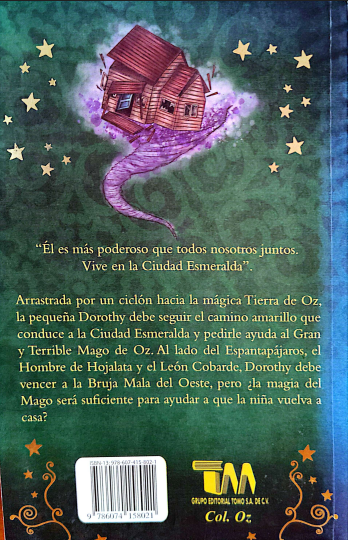 “Él es más poderoso que todos nosotros juntos.
Vive en la Ciudad Esmeralda”.
Arrastrada por un ciclón hacia la mágica Tierra de Oz,
la pequeña Dorothy debe seguir el camino amarillo que
conduce a la Ciudad Esmeralda y pedirle ayuda al Gran
y Terrible Mago de Oz. Al lado del Espantapájaros, el
Hombre de Hojalata y el León Cobarde, Dorothy debe
vencer a la Bruja Mala del Oeste, pero ¿la magia del
Mago será suficiente para ayudar a que la niña vuelva a
casa?
ISBN-13: 978-607-415-802-1
9 786074 158021
GRUPO EDITORIAL TOMO S.A. DE C.V.
Col. Oz